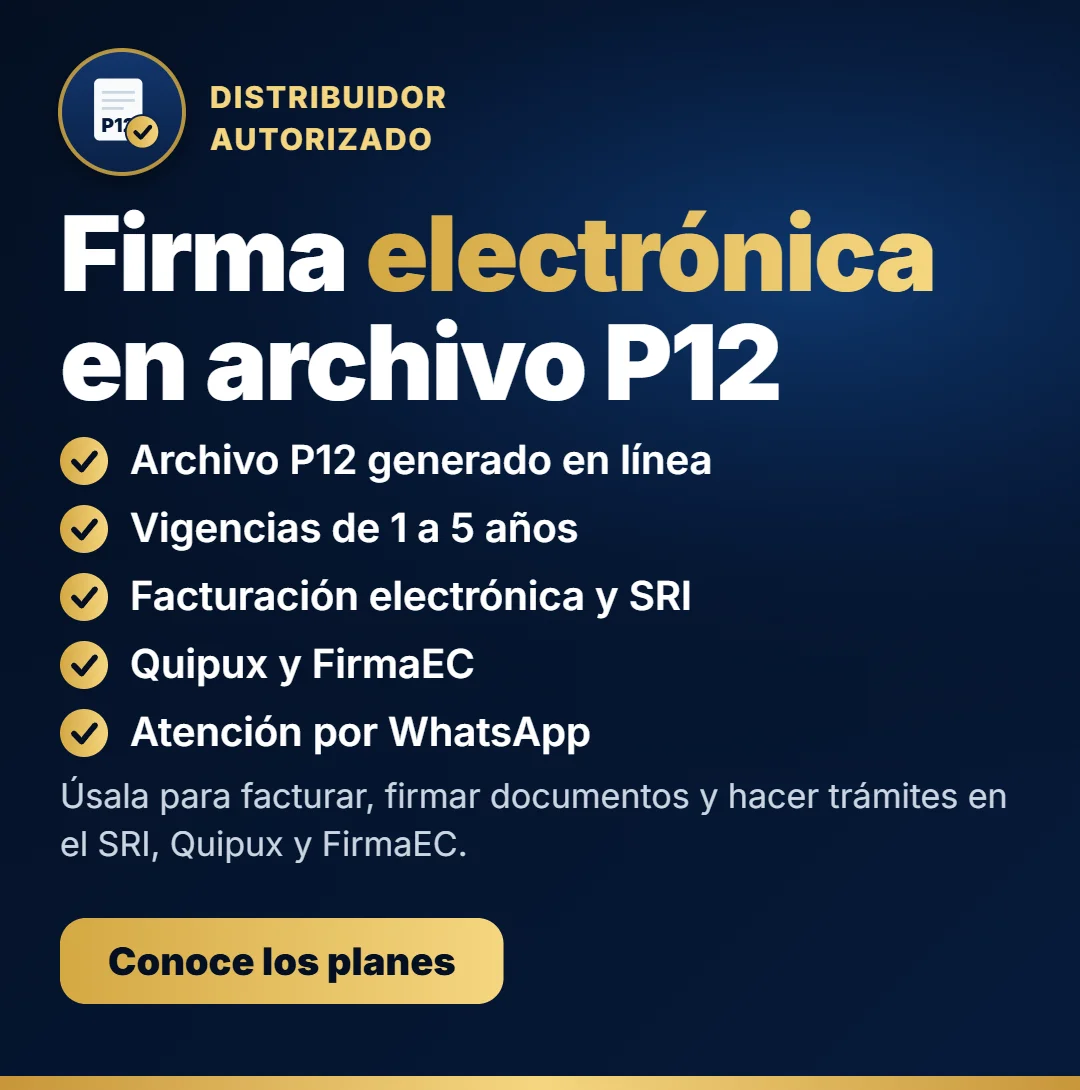 P12
DISTRIBUIDOR
AUTORIZADO
Firma electrónica
en archivo P12
Archivo P12 generado en línea
Vigencias de 1 a 5 años
Facturación electrónica y SRI
Quipux y FirmaEC
Atención por WhatsApp
Úsala para facturar, firmar documentos y hacer trámites en
el SRI, Quipux y FirmaEC.
Conoce los planes